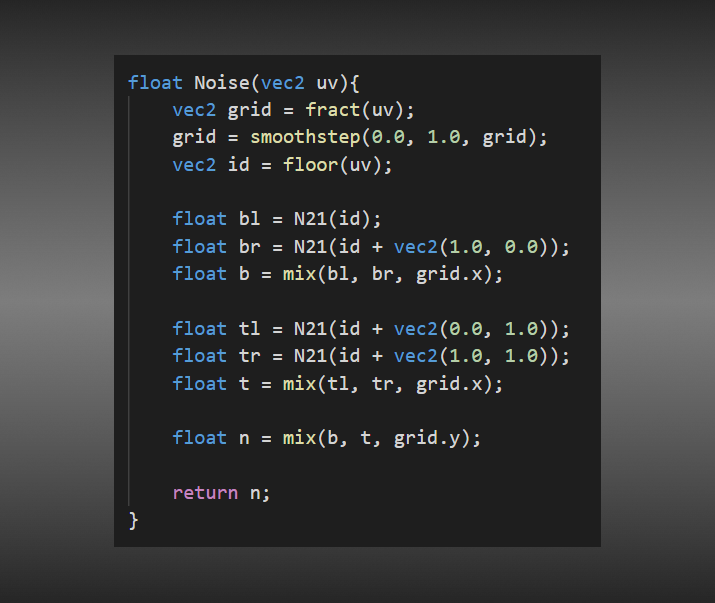 float Noise(vec2 uv){
    vec2 grid = fract(uv);
    grid = smoothstep(0.0, 1.0, grid);
    vec2 id = floor(uv);

    float bl = N21(id);
    float br = N21(id + vec2(1.0, 0.0));
    float b = mix(bl, br, grid.x);

    float tl = N21(id + vec2(0.0, 1.0));
    float tr = N21(id + vec2(1.0, 1.0));
    float t = mix(tl, tr, grid.x);

    float n = mix(b, t, grid.y);

    return n;
}